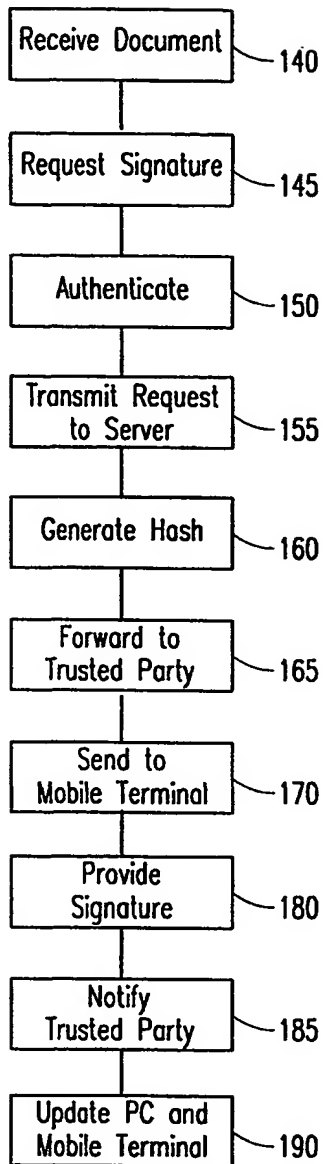 Receive Document
140
Request Signature
145
Authenticate
150
Transmit Request
to Server
155
Generate Hash
160
Forward to
Trusted Party
165
Send to
Mobile Terminal
170
Provide
Signature
180
Notify
Trusted Party
185
Update PC and
Mobile Terminal
190